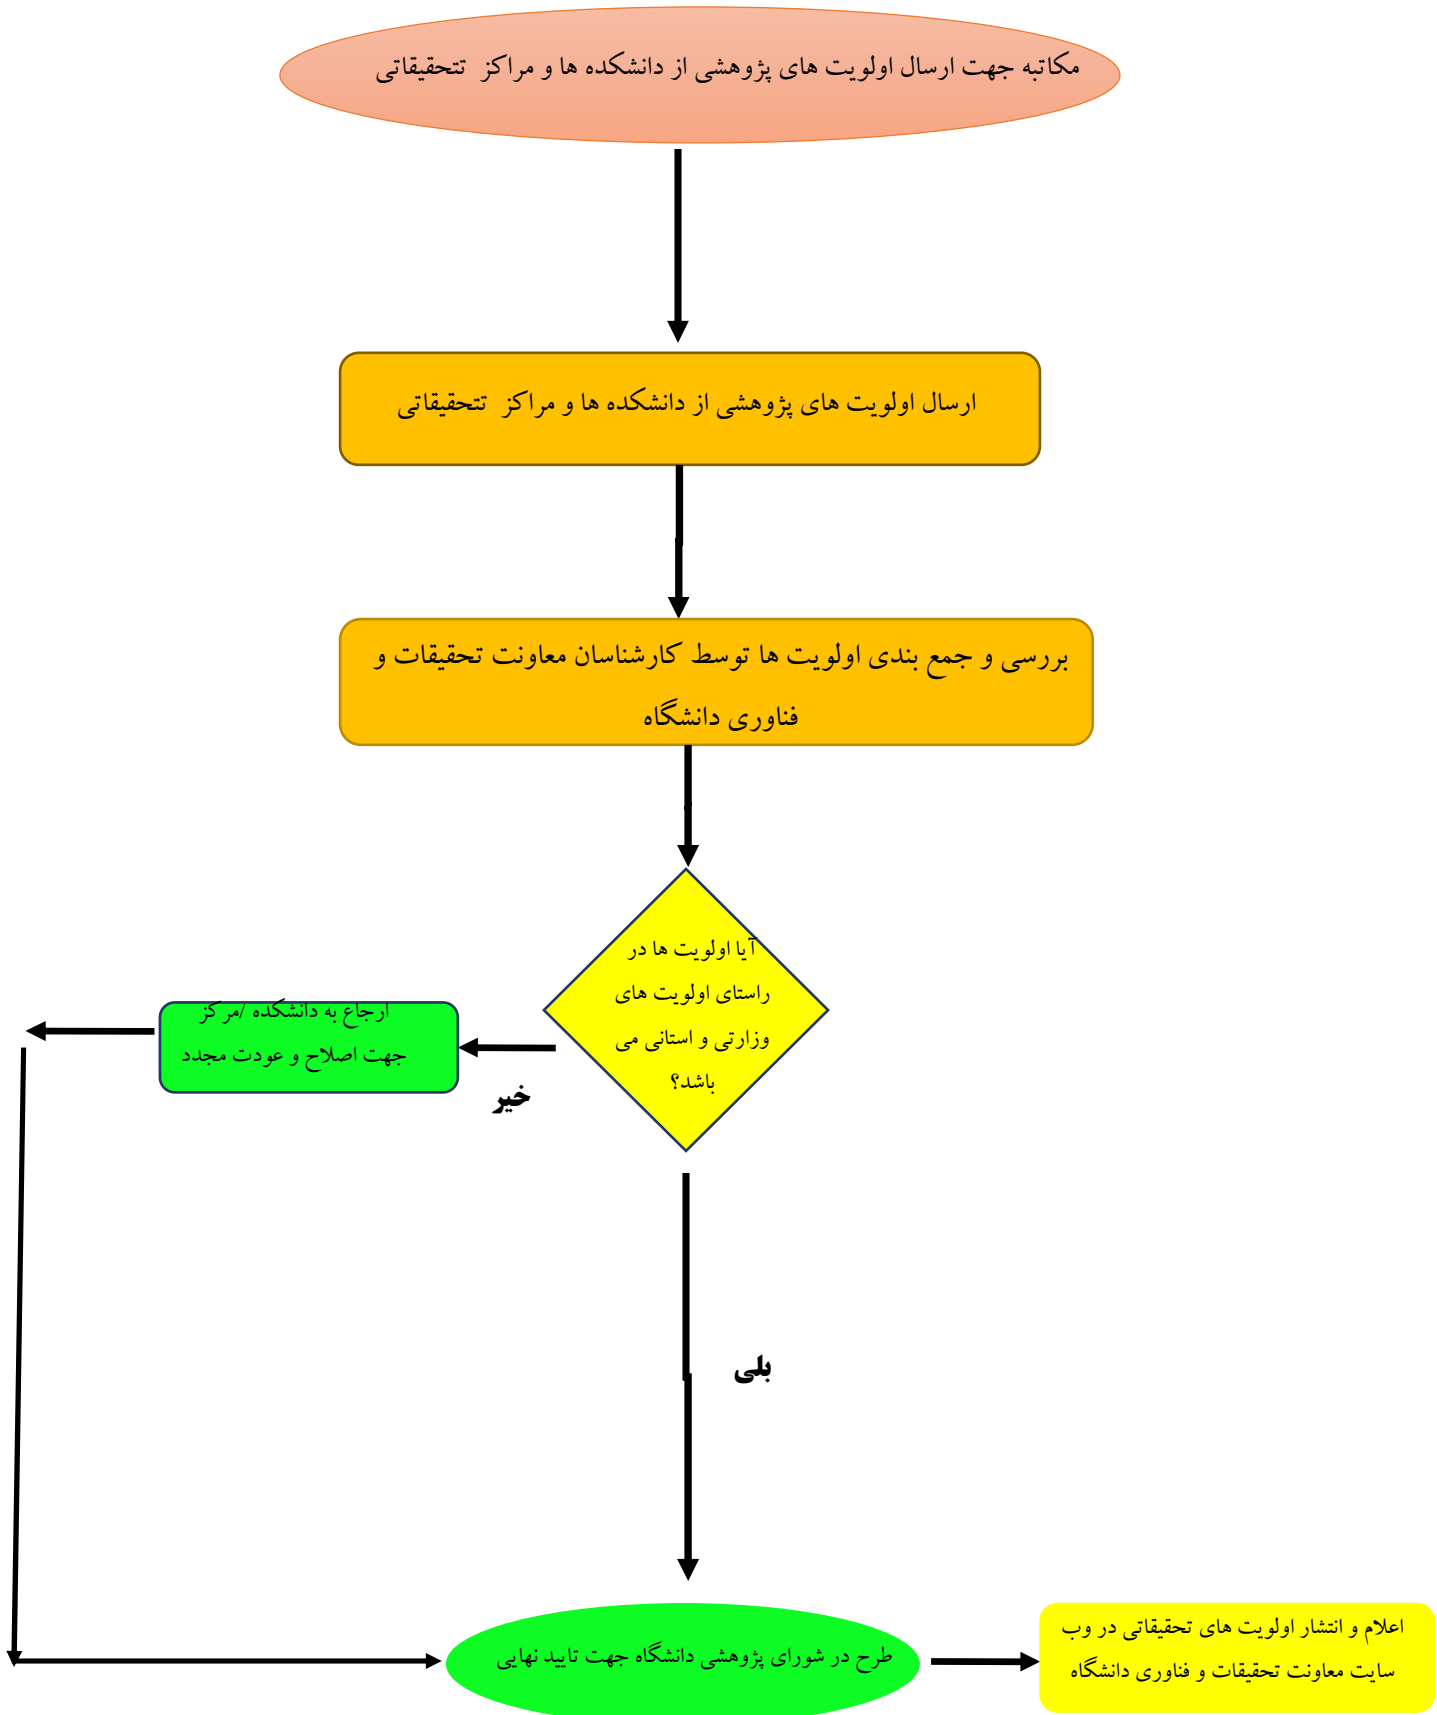 مکاتبه جهت ارسال اولویت های پژوهشی از دانشکده ها و مراکز تتحقیقاتی
ارسال اولویت های پژوهشی از دانشکده ها و مراکز تتحقیقاتی
بررسی و جمع بندی اولویت ها توسط کارشناسان معاونت تحقیقات و
فناوری دانشگاه
آیا اولویت ها در
راستای اولویت های
وزارتی و استانی می
باشد؟
ارجاع به دانشکده /مرکز
جهت اصلاح و عودت مجدد
خیر
بلی
طرح در شورای پژوهشی دانشگاه جهت تایید نهایی
اعلام و انتشار اولویت های تحقیقاتی در وب
سایت معاونت تحقیقات و فناوری دانشگاه